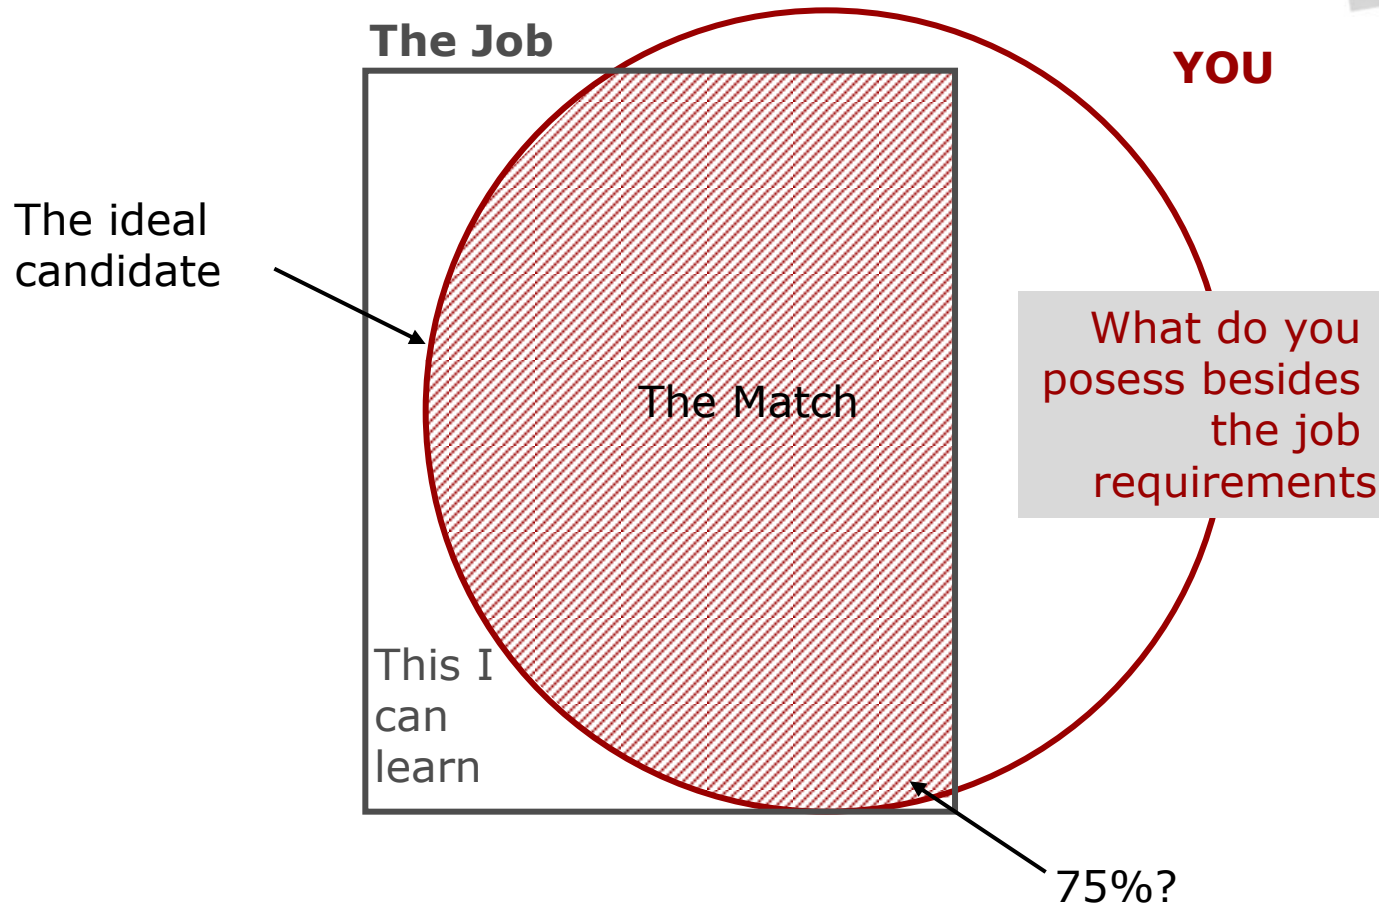 The Job
YOU
The ideal
candidate
What do you
posess besides
the job
requirements
The Match
This I
can
learn
75%?